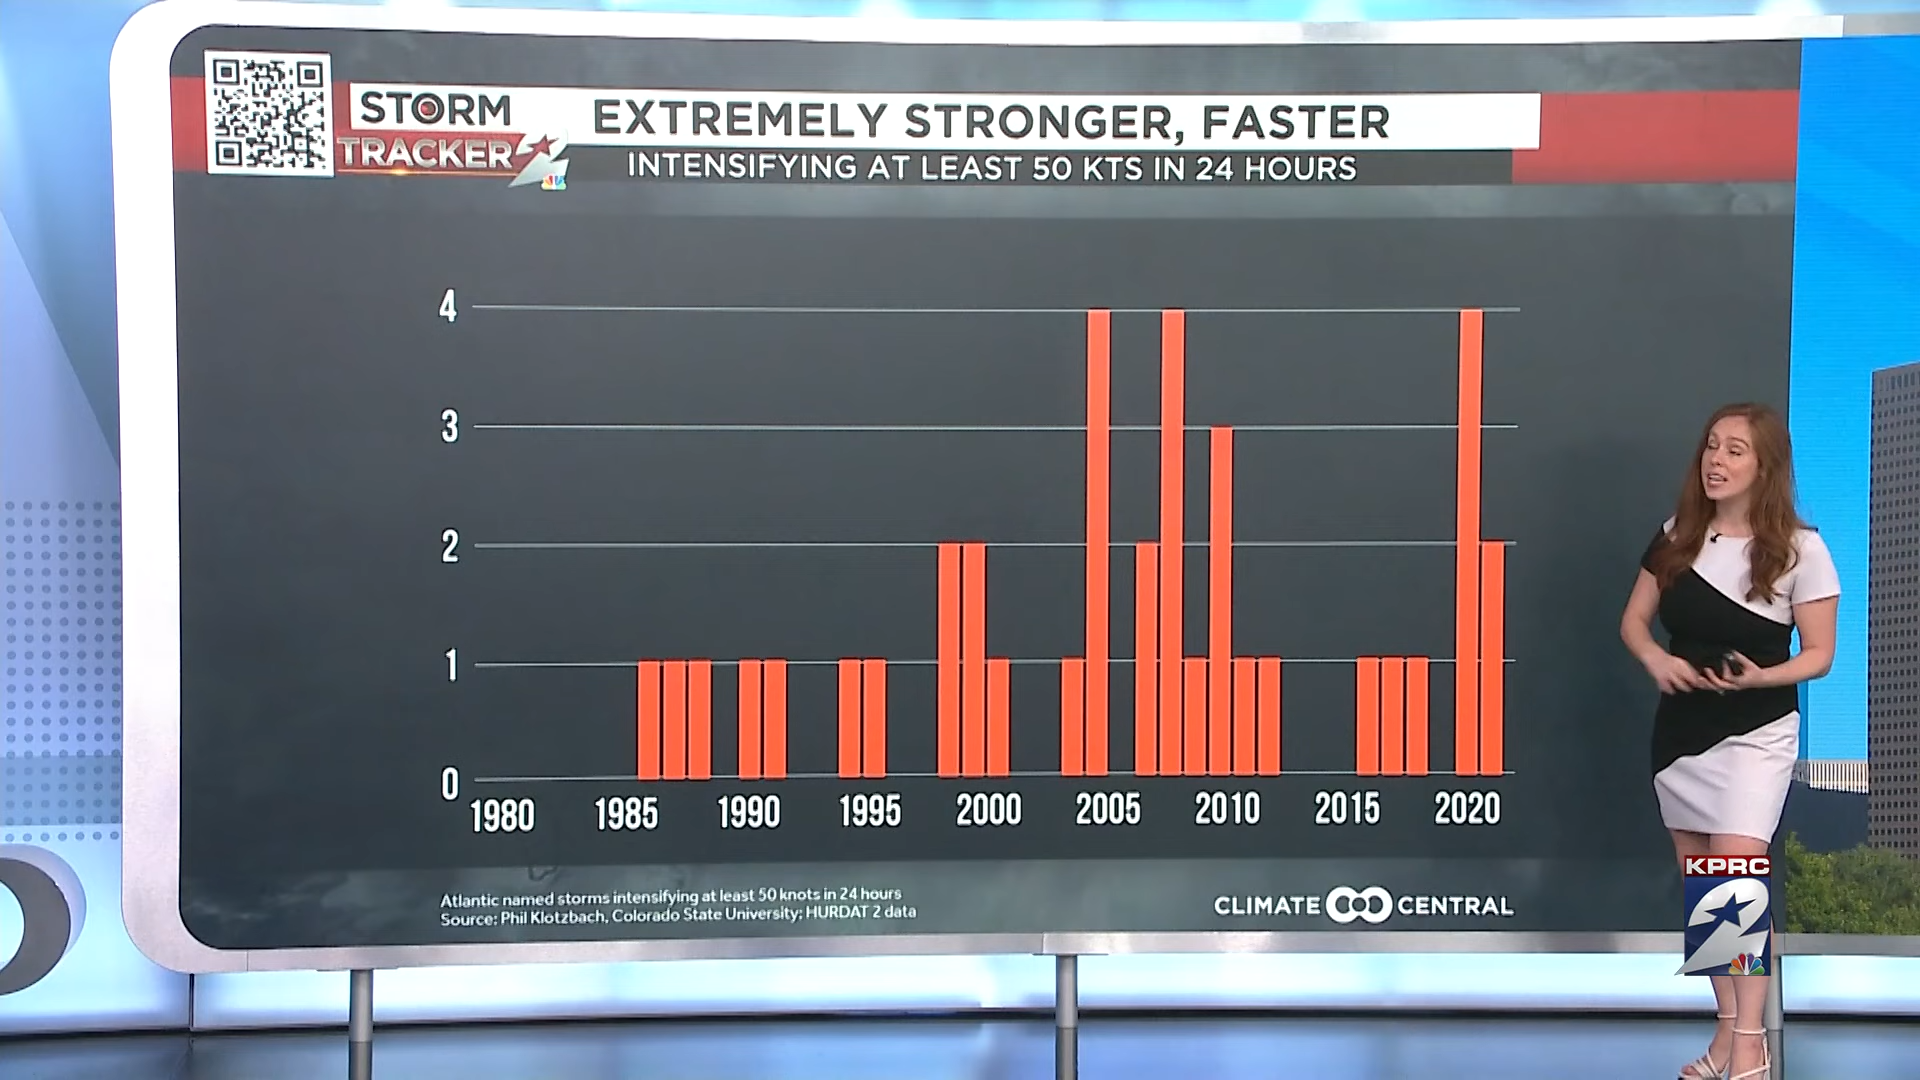 STORM
TRACKER 2
EXTREMELY STRONGER, FASTER
INTENSIFYING AT LEAST 50 KTS IN 24 HOURS
4
3
2
1
0
1980 1985 1990 1995 2000 2005 2010 2015 2020
Atlantic named storms intensifying at least 50 knots in 24 hours
Source: Phil Klotzbach, Colorado State University; HURDAT 2 data
CLIMATE CENTRAL
KPRC
2